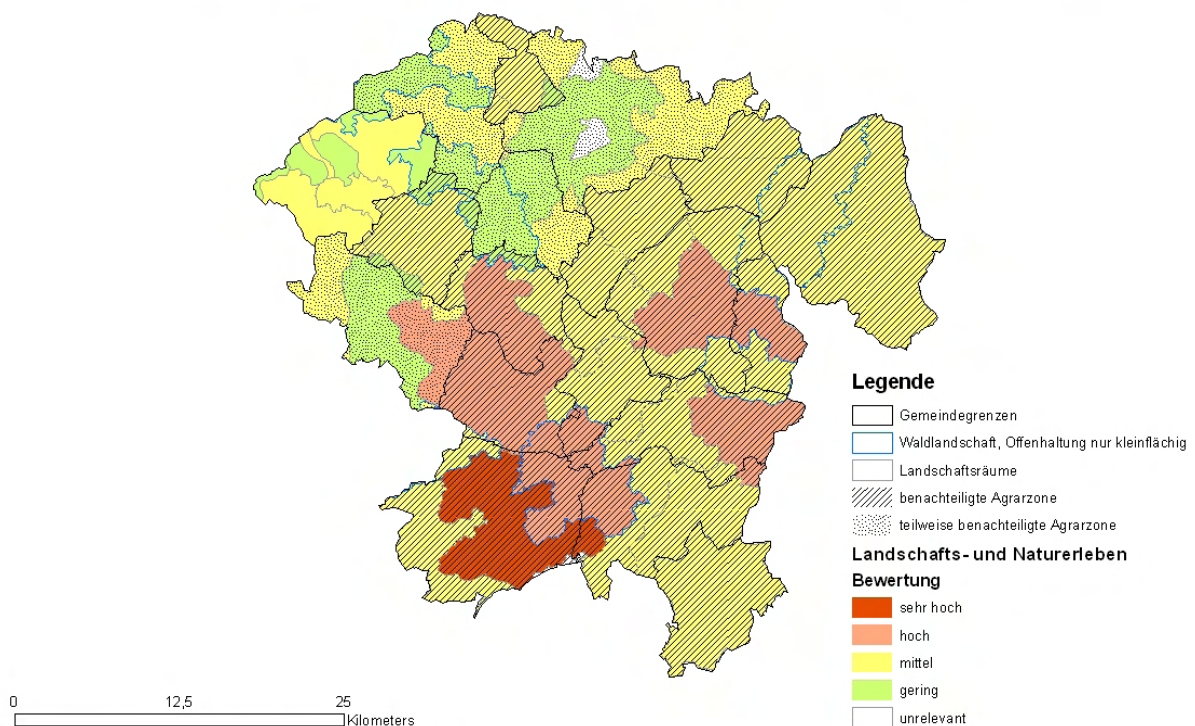 Legende
Gemeindegrenzen
Waldlandschaft, Offenhaltung nur kleinflächig
Landschaftsräume
benachteiligte Agrarzone
teilweise benachteiligte Agrarzone
Landschafts- und Naturerleben
Bewertung
sehr hoch
hoch
mittel
gering
unrelevant
0 12,5 25
Kilometers